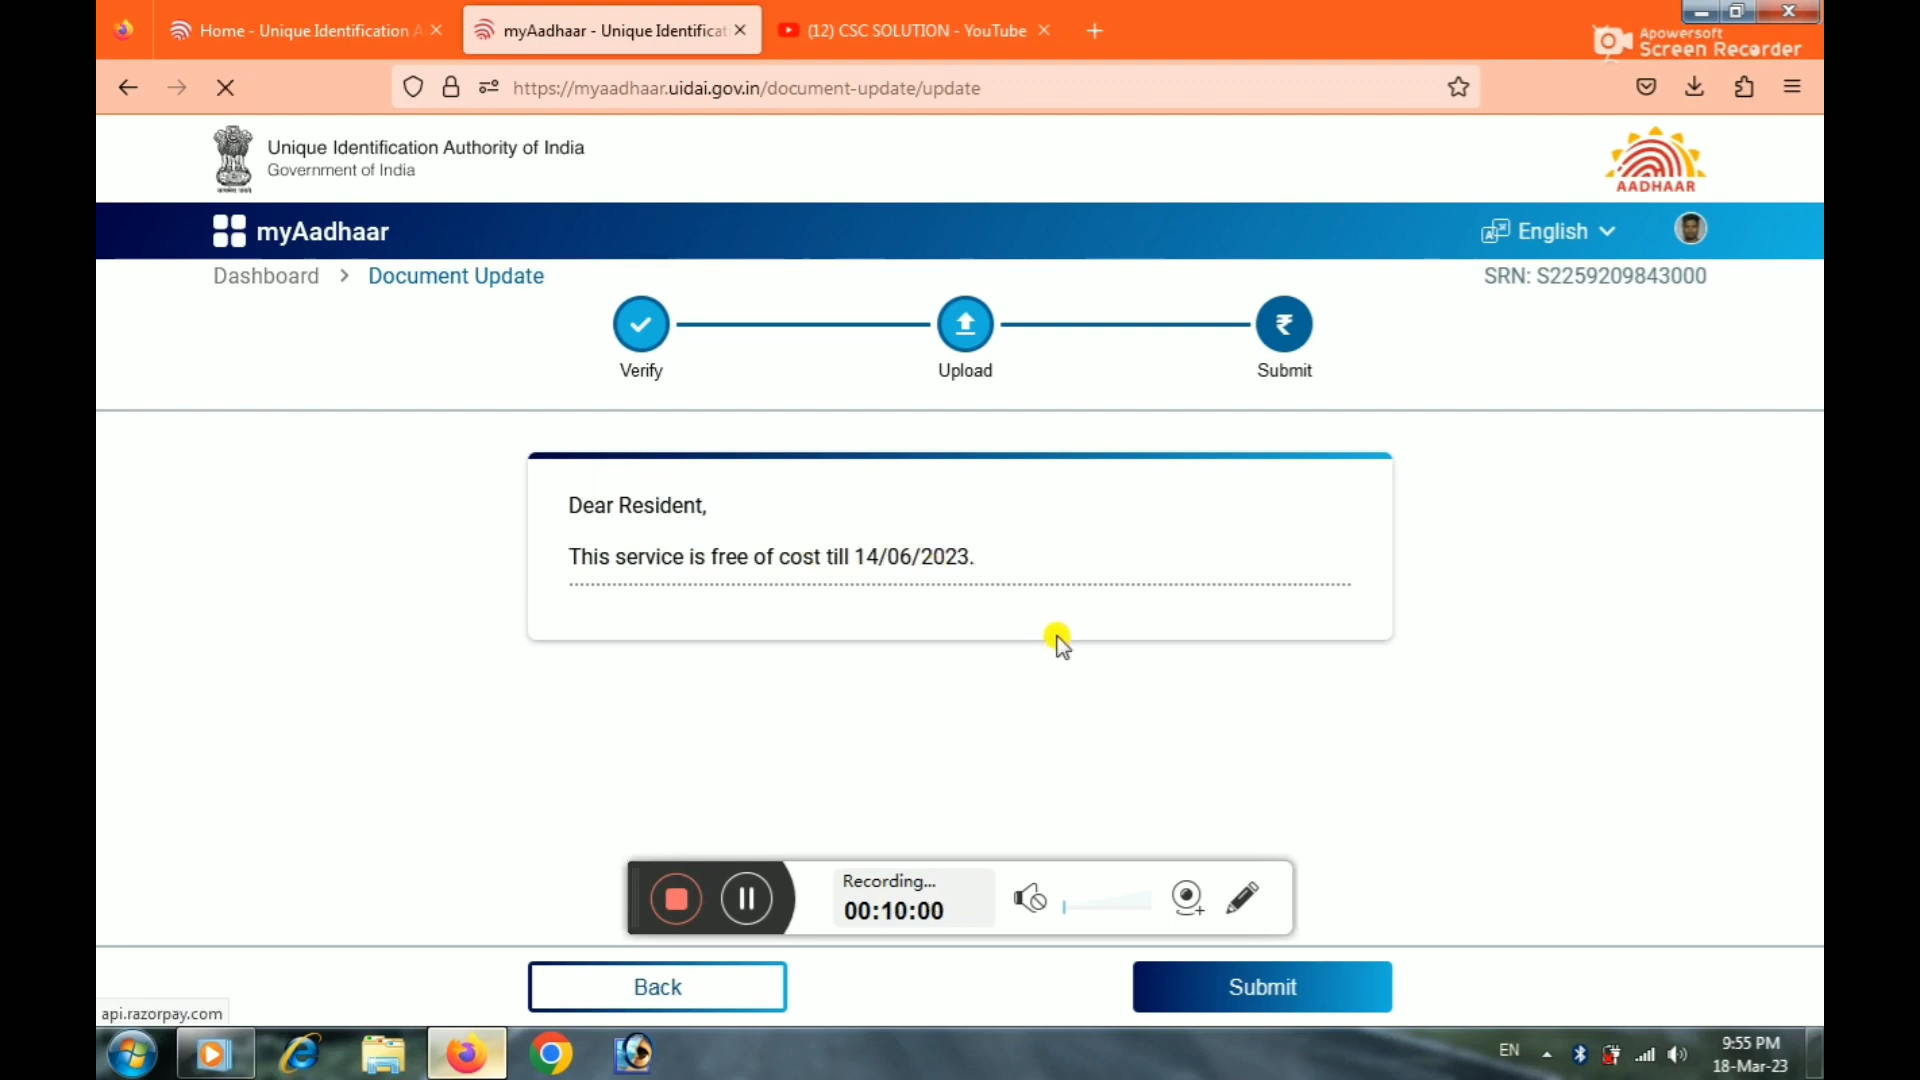 Home - Unique Identification A
myAadhaar - Unique Identificat
(12) CSC SOLUTION - YouTube
Apowersoft
Screen Recorder
https://myaadhaar.uidai.gov.in/document-update/update
Unique Identification Authority of India
Government of India
AADHAAR
myAadhaar
English
Dashboard > Document Update
SRN: S2259209843000
Verify
Upload
Submit
Dear Resident,
This service is free of cost till 14/06/2023.
Recording...
00:10:00
Back
Submit
api.razorpay.com
EN
9:55 PM
18-Mar-23